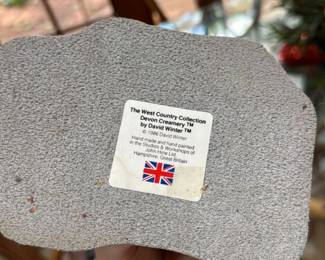 The West Country Collection
Devon Creamery ™
by David Winter ™
© 1986 David Winter
Hand made and hand painted
in the Studios & Workshops of
John Hine Ltd.
Hampshire, Great Britain